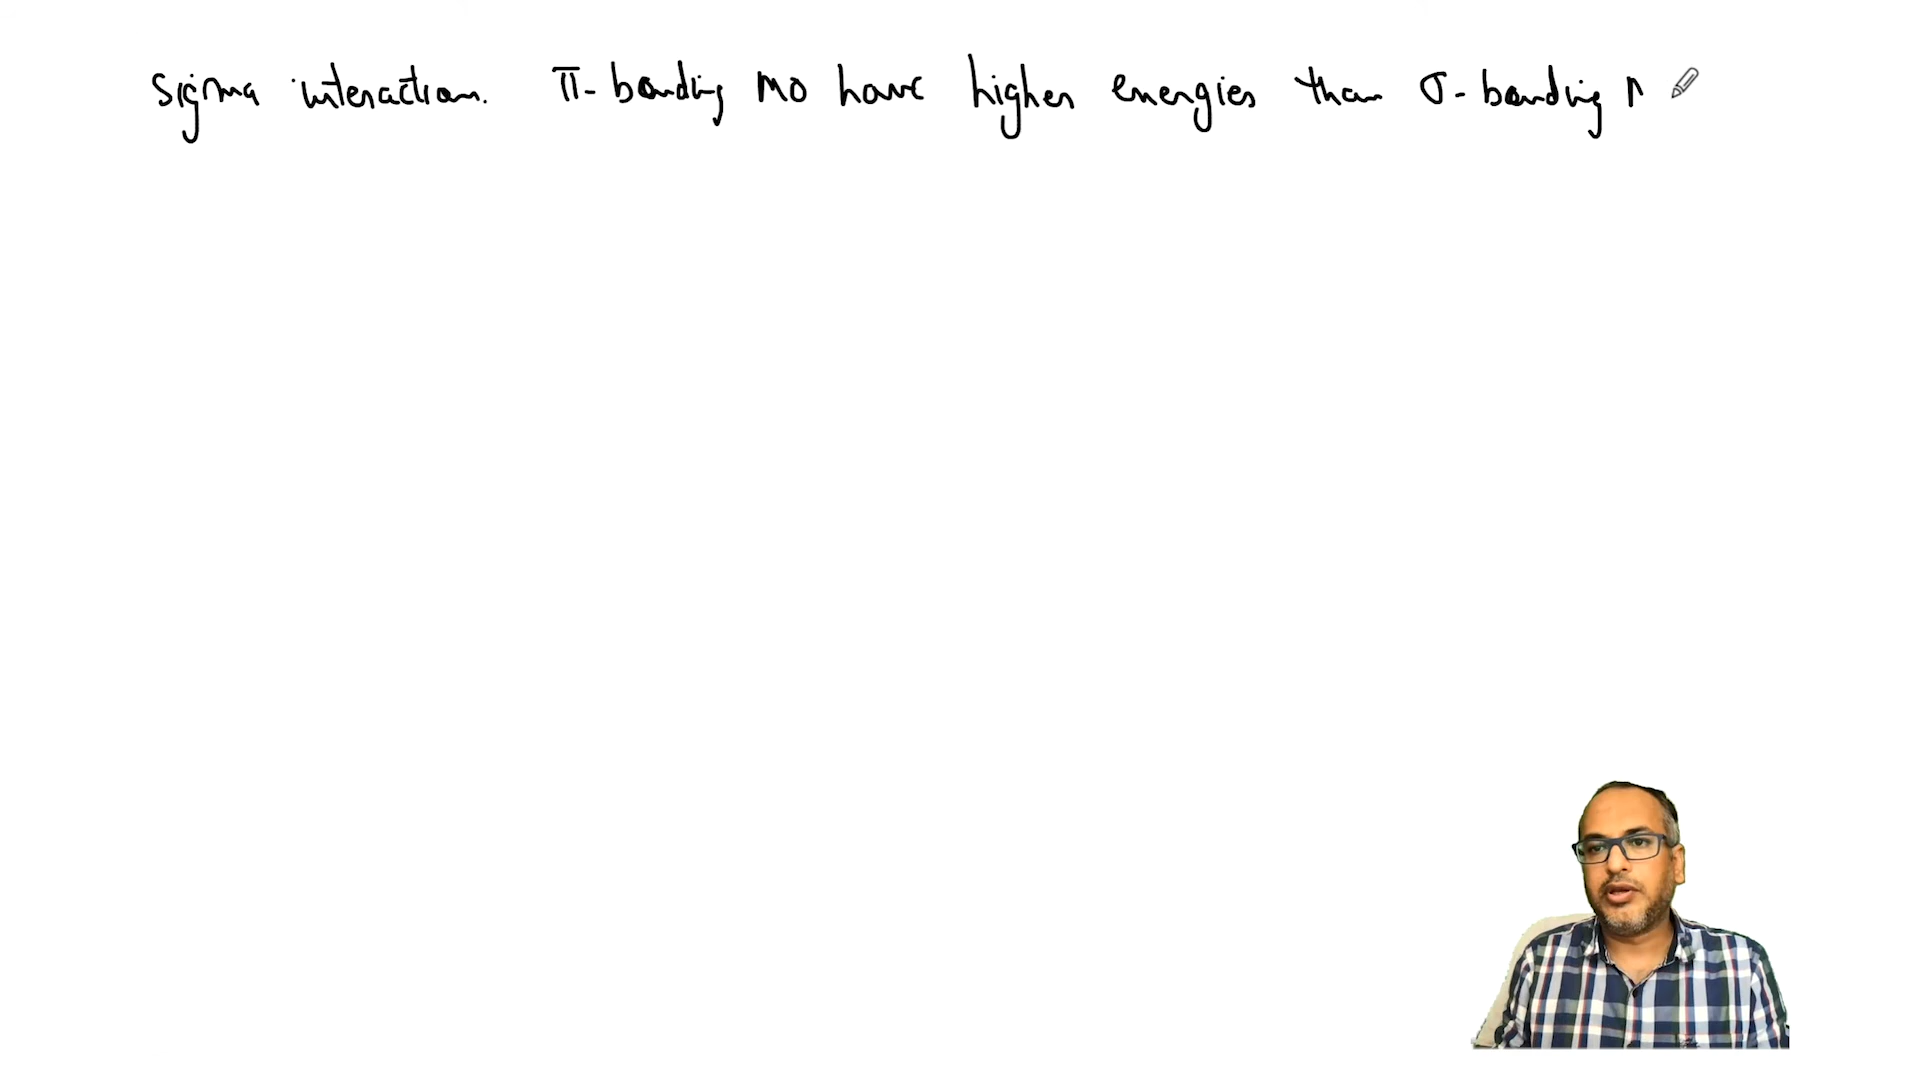 sigma interaction. π-bonding MO have higher energies than σ-bonding